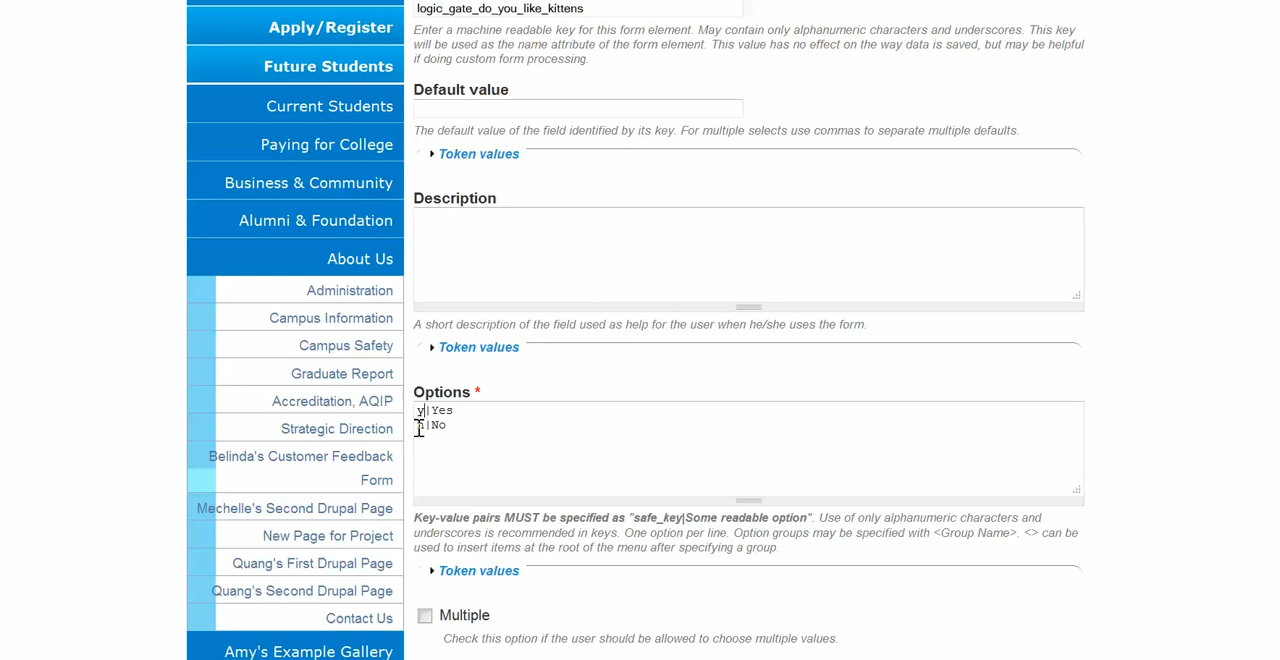 Apply/Register
Future Students
Current Students
Paying for College
Business & Community
Alumni & Foundation
About Us
Administration
Campus Information
Campus Safety
Graduate Report
Accreditation, AQIP
Strategic Direction
Belinda's Customer Feedback
Form
Mechelle's Second Drupal Page
New Page for Project
Quang's First Drupal Page
Quang's Second Drupal Page
Contact Us
Amy's Example Gallery
logic_gate_do_you_like_kittens
Enter a machine readable key for this form element. May contain only alphanumeric characters and underscores. This key
will be used as the name attribute of the form element. This value has no effect on the way data is saved, but may be helpful
if doing custom form processing.
Default value
The default value of the field identified by its key. For multiple selects use commas to separate multiple defaults.
Token values
Description
A short description of the field used as help for the user when he/she uses the form.
Token values
Options *
y|Yes
n|No
Key-value pairs MUST be specified as "safe_key|Some readable option". Use of only alphanumeric characters and
underscores is recommended in keys. One option per line. Option groups may be specified with <Group Name>. <> can be
used to insert items at the root of the menu after specifying a group.
Token values
Multiple
Check this option if the user should be allowed to choose multiple values.